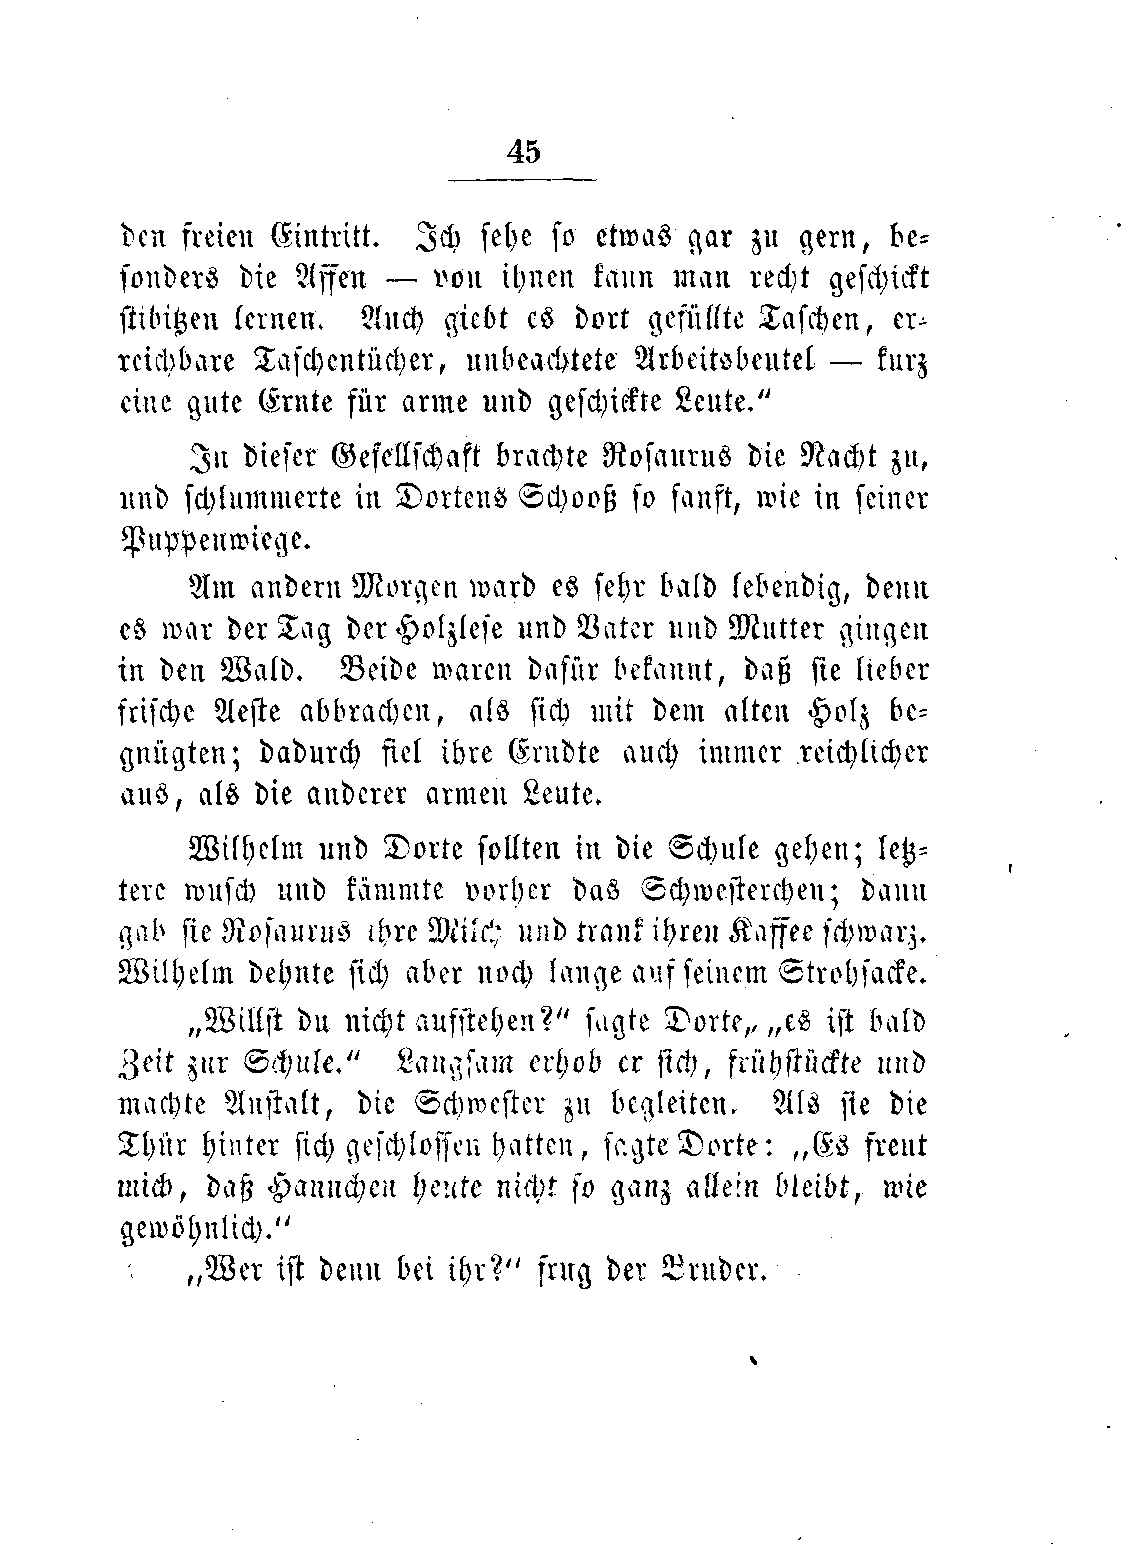 45
den freien Eintritt. Ich ſehe ſo etwas gar zu gern, be-
ſonders die Affen — von ihnen kann man recht geſchickt
ſtibitzen lernen. Auch giebt es dort gefüllte Taſchen, er-
reichbare Taſchentücher, unbeachtete Arbeitsbeutel — kurz
eine gute Ernte für arme und geſchickte Leute.“
In dieſer Geſellſchaft brachte Roſaurus die Nacht zu,
und ſchlummerte in Dortens Schooß ſo ſanft, wie in ſeiner
Puppenwiege.
Am andern Morgen ward es ſehr bald lebendig, denn
es war der Tag der Holzleſe und Vater und Mutter gingen
in den Wald. Beide waren dafür bekannt, daß ſie lieber
friſche Aeſte abbrachen, als ſich mit dem alten Holz be-
gnügten; dadurch fiel ihre Erndte auch immer reichlicher
aus, als die anderer armen Leute.
Wilhelm und Dorte ſollten in die Schule gehen; letz-
tere wuſch und kämmte vorher das Schweſterchen; dann
gab ſie Roſaurus ihre Milch und trank ihren Kaffee ſchwarz.
Wilhelm dehnte ſich aber noch lange auf ſeinem Strohſacke.
„Willſt du nicht aufſtehen?“ ſagte Dorte„ „es iſt bald
Zeit zur Schule.“ Langſam erhob er ſich, frühſtückte und
machte Anſtalt, die Schweſter zu begleiten. Als ſie die
Thür hinter ſich geſchloſſen hatten, ſagte Dorte: „Es freut
mich, daß Hannchen heute nicht ſo ganz allein bleibt, wie
gewöhnlich.“
„Wer iſt denn bei ihr?“ frug der Bruder.